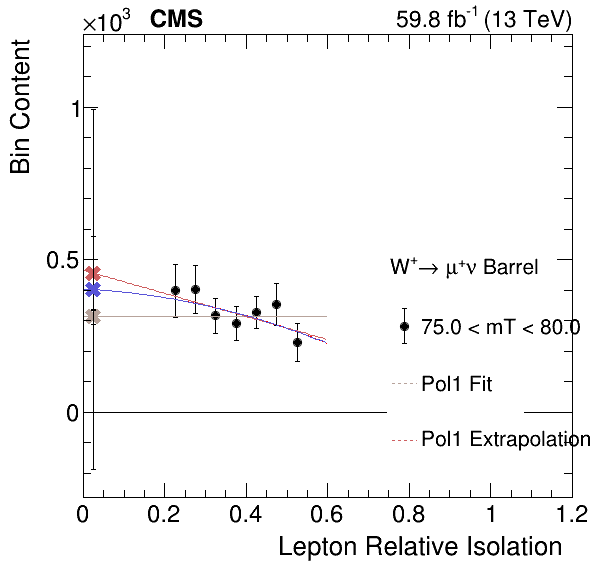 ×10³ CMS 59.8 fb⁻¹ (13 TeV)
Bin Content
1
0.5
0
W⁺→ μ⁺ν Barrel
75.0 < mT < 80.0
Pol1 Fit
Pol1 Extrapolation
0 0.2 0.4 0.6 0.8 1 1.2
Lepton Relative Isolation